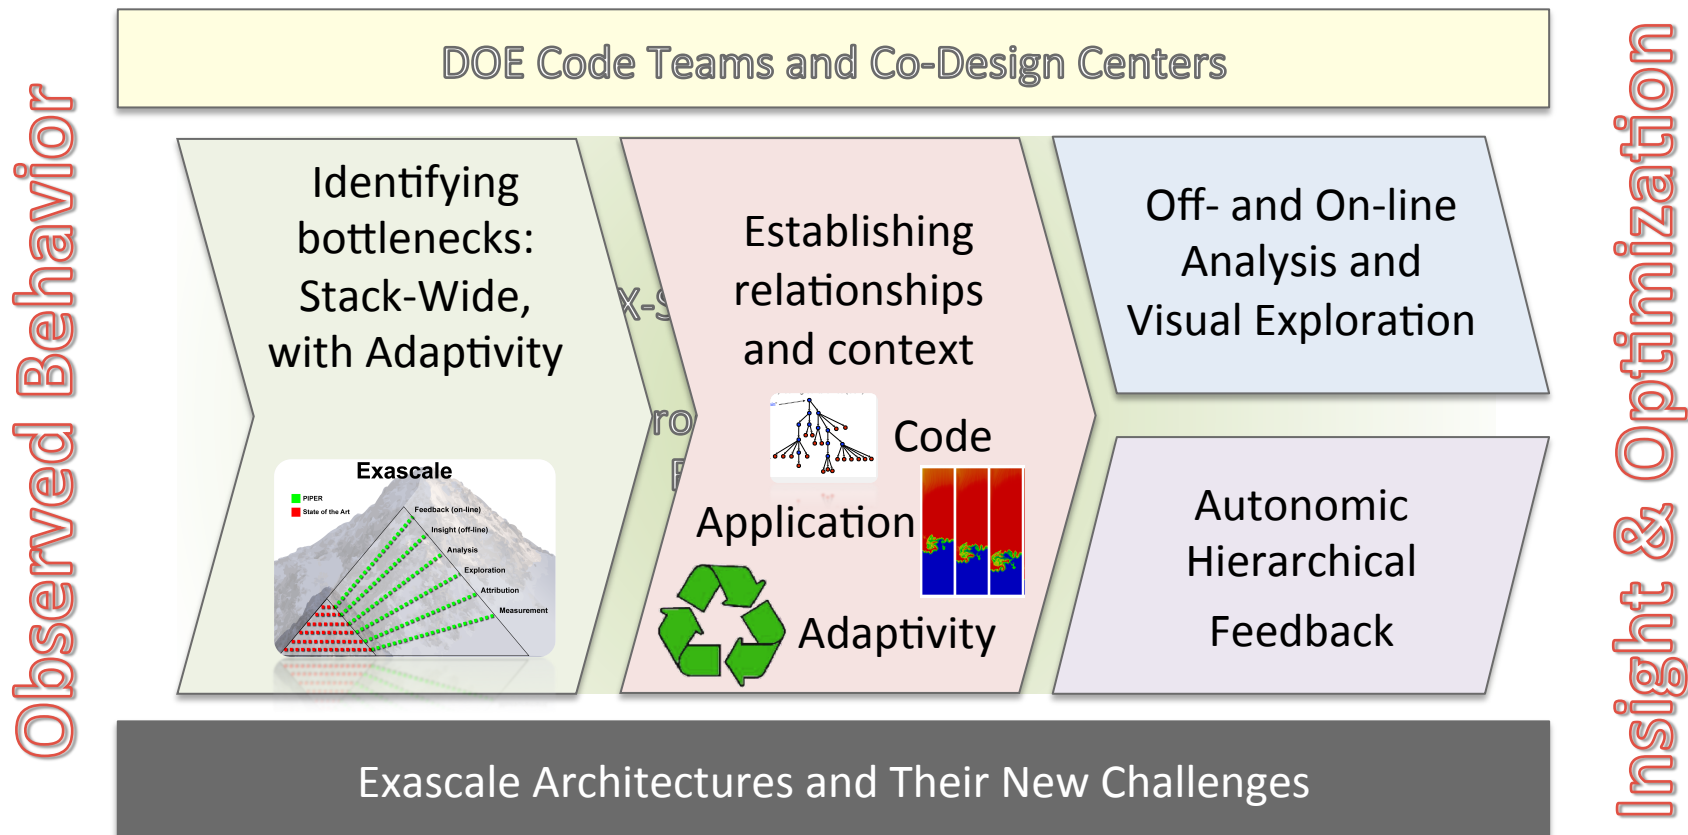 DOE Code Teams and Co-Design Centers
Observed Behavior
Identifying
bottlenecks:
Stack-Wide,
with Adaptivity
Exascale
PIPER
State of the Art
Feedback (on-line)
Insight (off-line)
Analysis
Exploration
Attribution
Measurement
Establishing
relationships
and context
Code
Application
Adaptivity
Off- and On-line
Analysis and
Visual Exploration
Autonomic
Hierarchical
Feedback
Insight & Optimization
Exascale Architectures and Their New Challenges